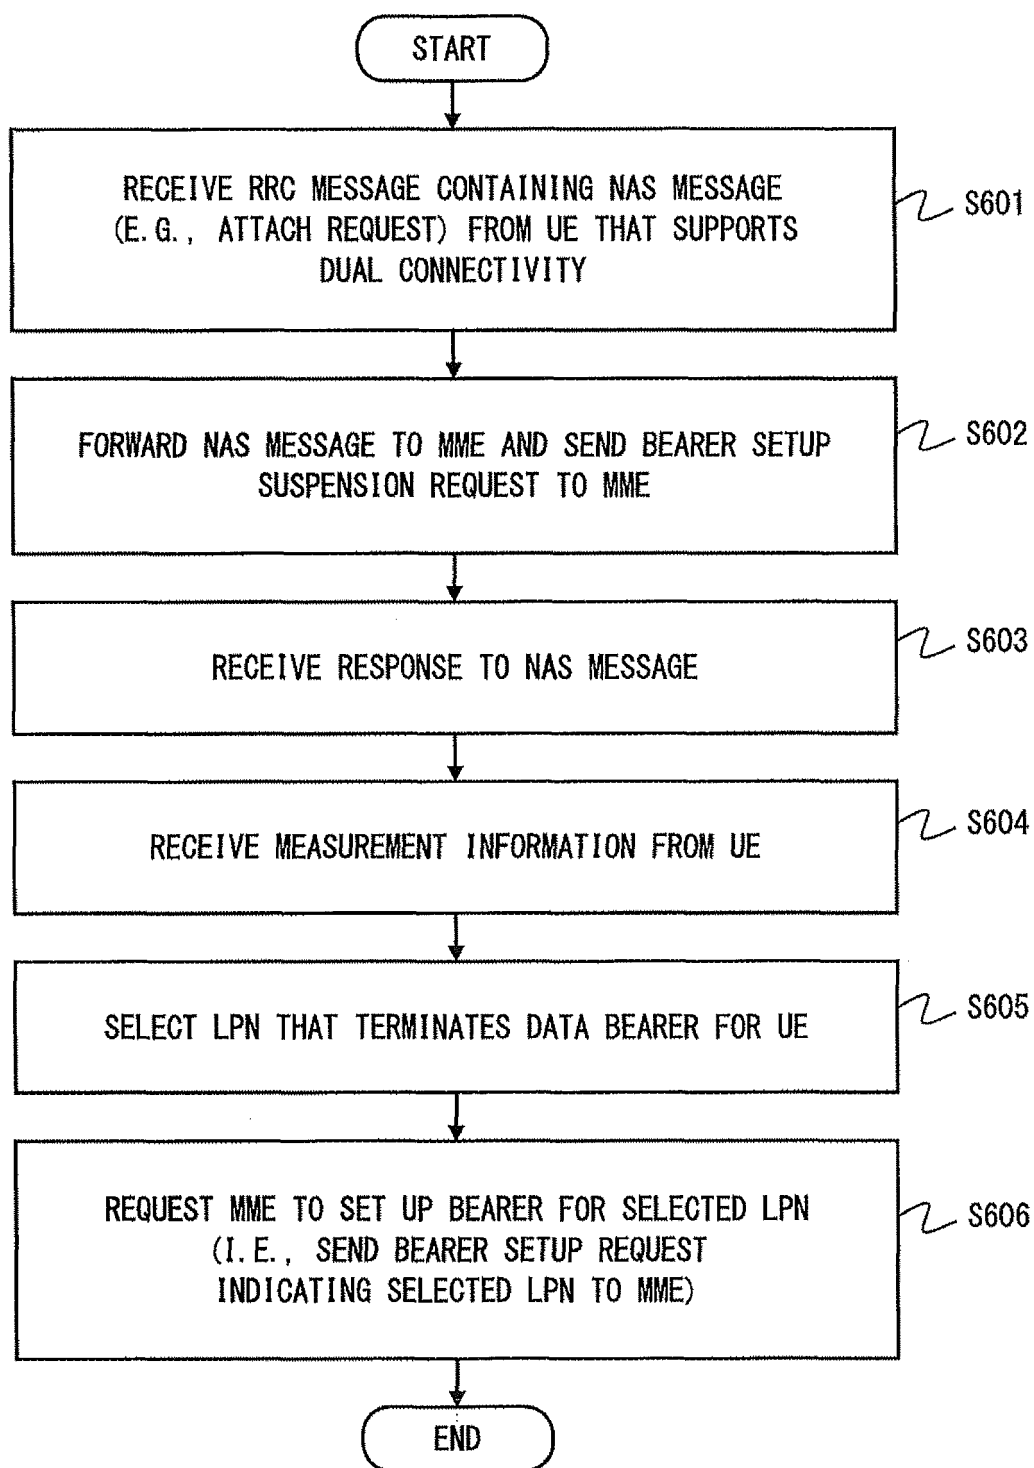 START
RECEIVE RRC MESSAGE CONTAINING NAS MESSAGE
(E.G., ATTACH REQUEST) FROM UE THAT SUPPORTS
DUAL CONNECTIVITY
S601
FORWARD NAS MESSAGE TO MME AND SEND BEARER SETUP
SUSPENSION REQUEST TO MME
S602
RECEIVE RESPONSE TO NAS MESSAGE
S603
RECEIVE MEASUREMENT INFORMATION FROM UE
S604
SELECT LPN THAT TERMINATES DATA BEARER FOR UE
S605
REQUEST MME TO SET UP BEARER FOR SELECTED LPN
(I.E., SEND BEARER SETUP REQUEST
INDICATING SELECTED LPN TO MME)
S606
END